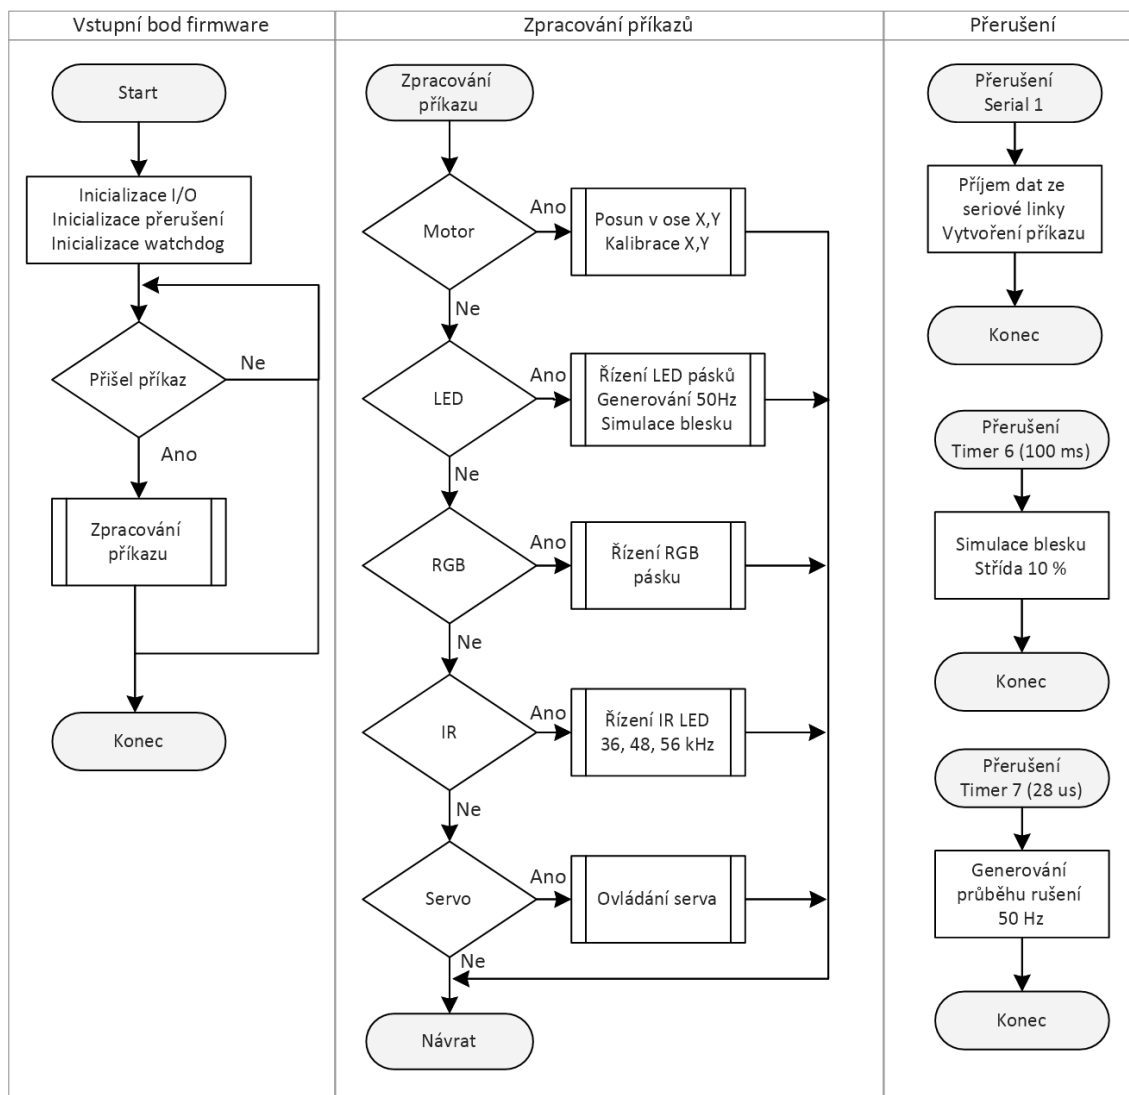 Vstupní bod firmware
Start
Inicializace I/O
Inicializace přerušení
Inicializace watchdog
Přišel příkaz
Ne
Ano
Zpracování
příkazu
Konec
Zpracování příkazů
Zpracování
příkazu
Motor
Ano
Posun v ose X,Y
Kalibrace X,Y
Ne
LED
Ano
Řízení LED pásků
Generování 50Hz
Simulace blesku
Ne
RGB
Ano
Řízení RGB
pásku
Ne
IR
Ano
Řízení IR LED
36, 48, 56 kHz
Ne
Servo
Ano
Ovládání serva
Ne
Návrat
Přerušení
Přerušení
Serial 1
Příjem dat ze
seriové linky
Vytvoření příkazu
Konec
Přerušení
Timer 6 (100 ms)
Simulace blesku
Střída 10 %
Konec
Přerušení
Timer 7 (28 us)
Generování
průběhu rušení
50 Hz
Konec